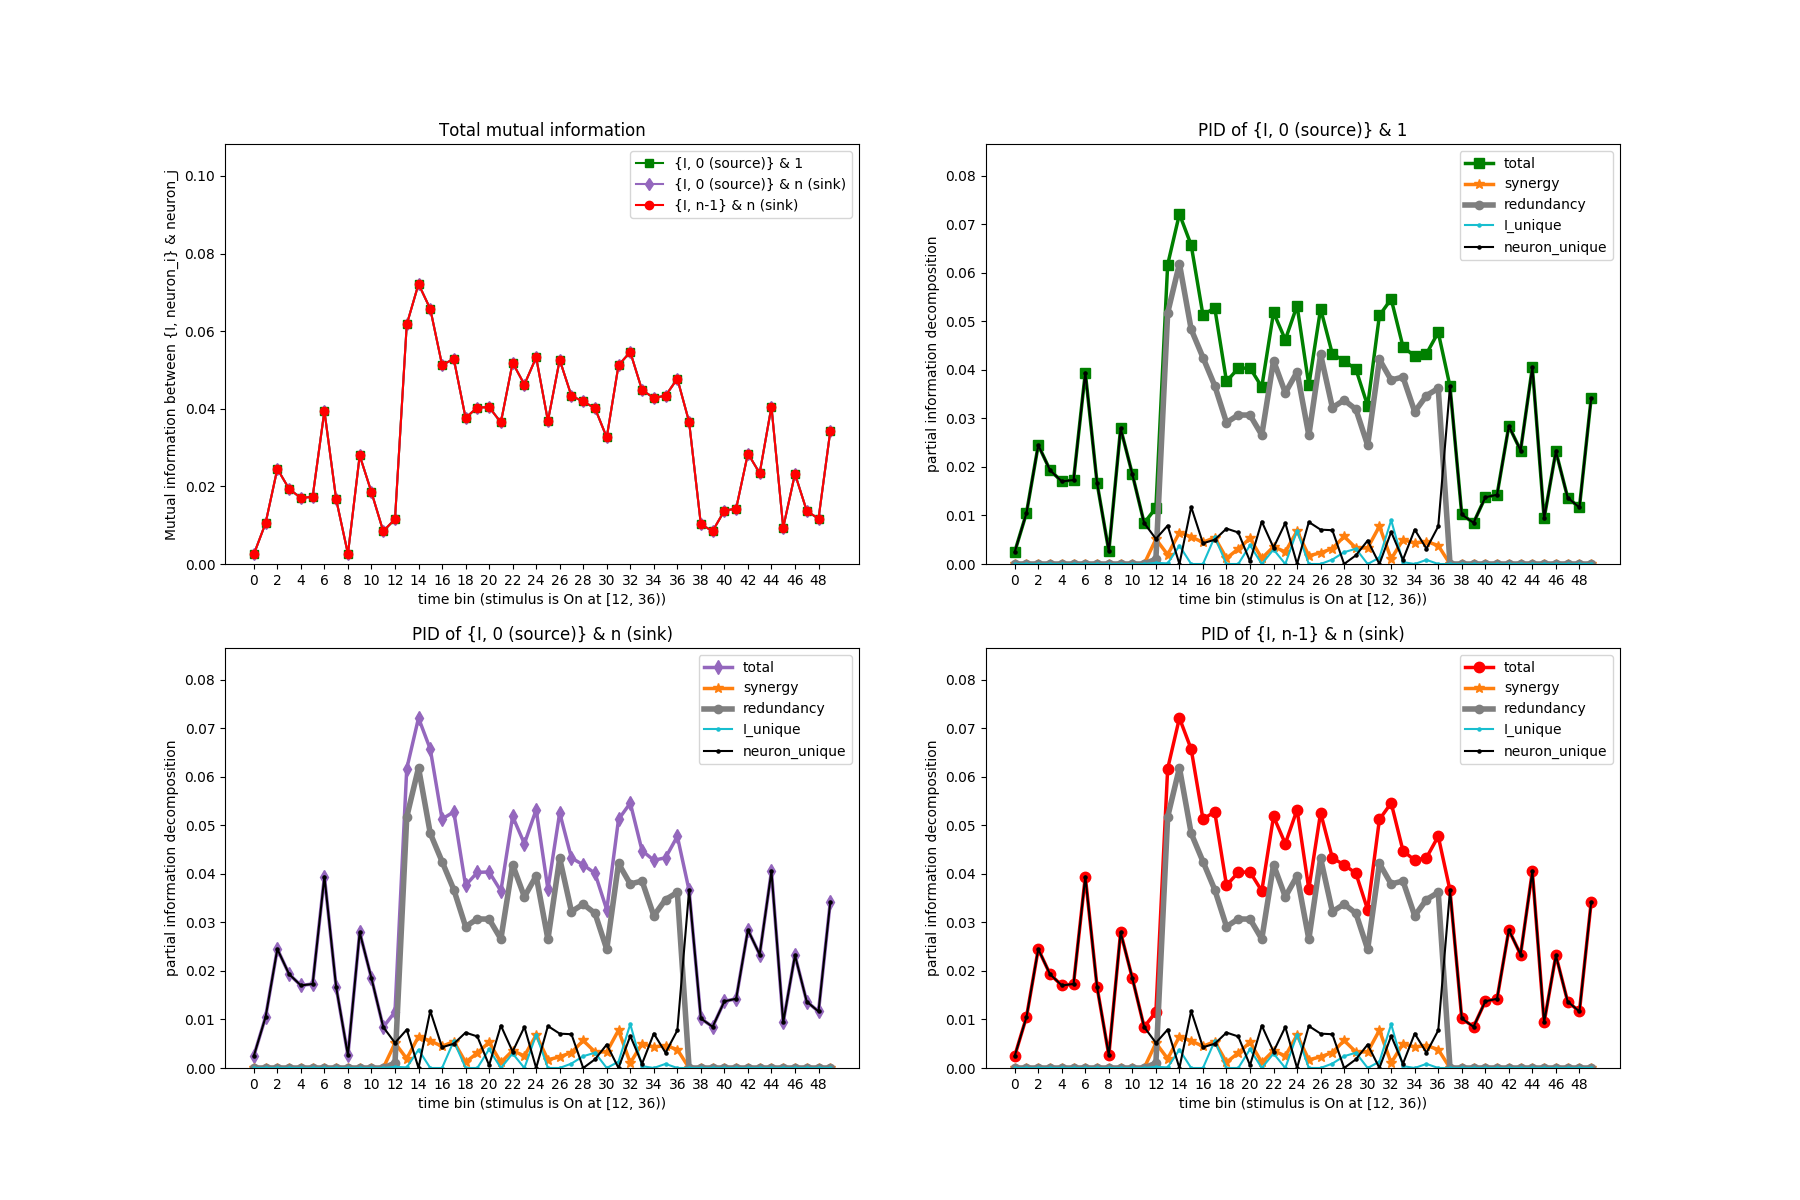 Total mutual information
Mutual information between {I, neuron_i} & neuron_j
0.10
0.08
0.06
0.04
0.02
0.00
{I, 0 (source)} & 1
{I, 0 (source)} & n (sink)
{I, n-1} & n (sink)
0 2 4 6 8 10 12 14 16 18 20 22 24 26 28 30 32 34 36 38 40 42 44 46 48
time bin (stimulus is On at [12, 36))
PID of {I, 0 (source)} & 1
partial information decomposition
0.08
0.07
0.06
0.05
0.04
0.03
0.02
0.01
0.00
total
synergy
redundancy
I_unique
neuron_unique
0 2 4 6 8 10 12 14 16 18 20 22 24 26 28 30 32 34 36 38 40 42 44 46 48
time bin (stimulus is On at [12, 36))
PID of {I, 0 (source)} & n (sink)
partial information decomposition
0.08
0.07
0.06
0.05
0.04
0.03
0.02
0.01
0.00
total
synergy
redundancy
I_unique
neuron_unique
0 2 4 6 8 10 12 14 16 18 20 22 24 26 28 30 32 34 36 38 40 42 44 46 48
time bin (stimulus is On at [12, 36))
PID of {I, n-1} & n (sink)
partial information decomposition
0.08
0.07
0.06
0.05
0.04
0.03
0.02
0.01
0.00
total
synergy
redundancy
I_unique
neuron_unique
0 2 4 6 8 10 12 14 16 18 20 22 24 26 28 30 32 34 36 38 40 42 44 46 48
time bin (stimulus is On at [12, 36))